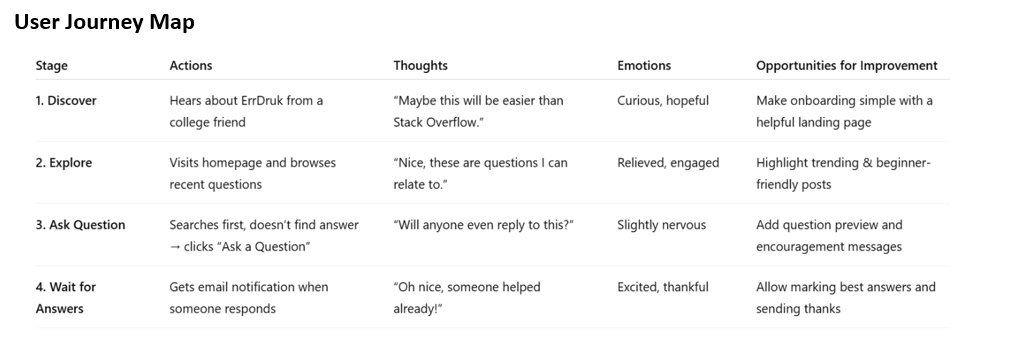 User Journey Map
Stage Actions Thoughts Emotions Opportunities for Improvement
1. Discover Hears about ErrDruk from a “Maybe this will be easier than Curious, hopeful Make onboarding simple with a
college friend Stack Overflow.” helpful landing page
2. Explore Visits homepage and browses “Nice, these are questions I can Relieved, engaged Highlight trending & beginner-
recent questions relate to.” friendly posts
3. Ask Question Searches first, doesn’t find answer “Will anyone even reply to this?” Slightly nervous Add question preview and
→ clicks “Ask a Question” encouragement messages
4. Wait for Gets email notification when “Oh nice, someone helped Excited, thankful Allow marking best answers and
Answers someone responds already!” sending thanks